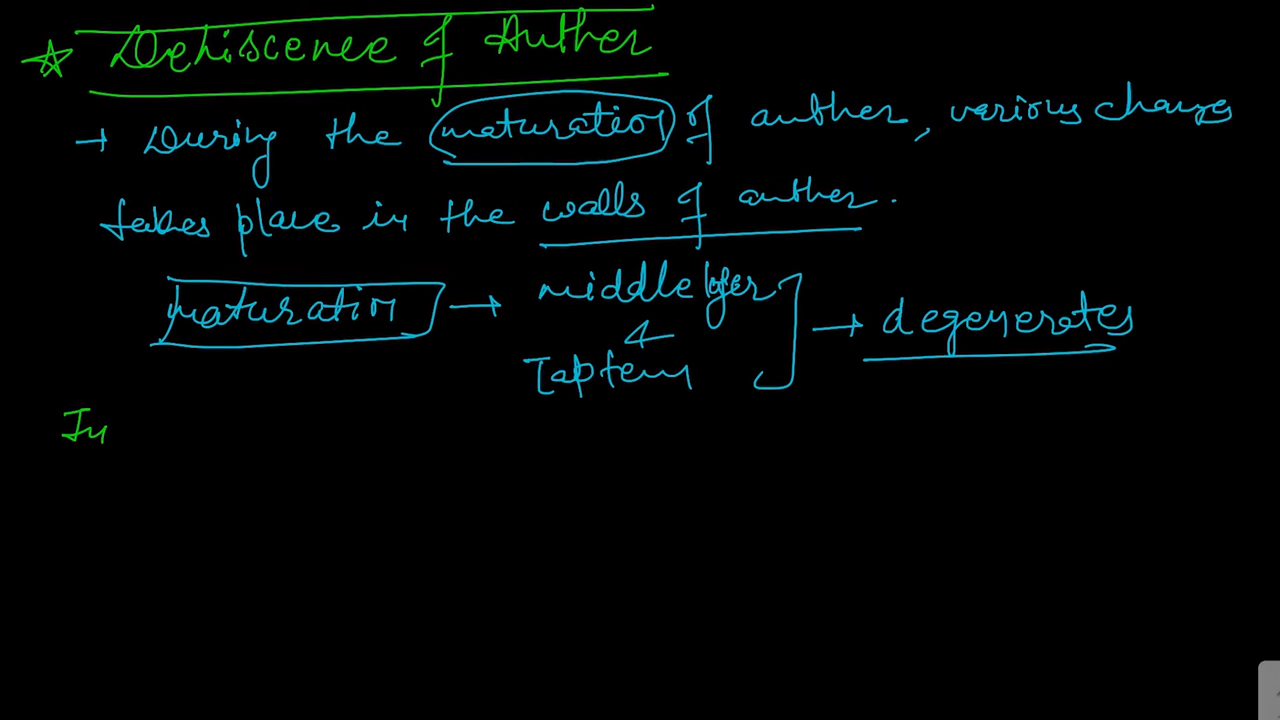 Dehiscence of Anther
→ During the maturation of anther, various changes
takes place in the walls of anther.
maturation → middle layer
&
Tapetum
→ degenerates
In